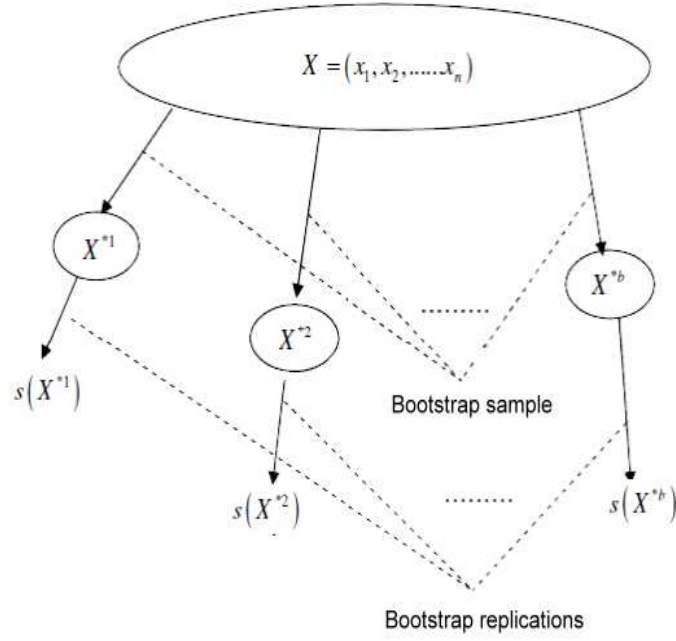 X = (x₁, x₂, ......xₙ)
X*¹
X*²
X*ᵇ
.........
s(X*¹)
Bootstrap sample
s(X*²)
.........
s(X*ᵇ)
Bootstrap replications